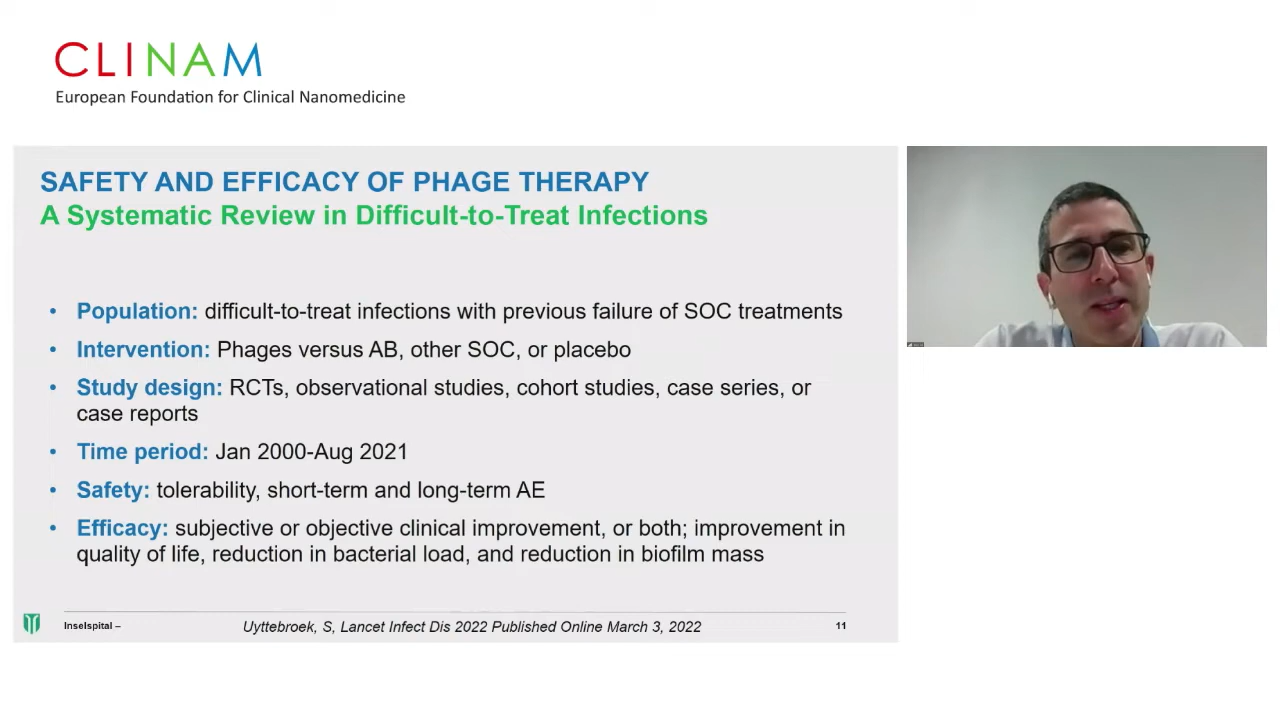 CLINAM
European Foundation for Clinical Nanomedicine
SAFETY AND EFFICACY OF PHAGE THERAPY
A Systematic Review in Difficult-to-Treat Infections
• Population: difficult-to-treat infections with previous failure of SOC treatments
• Intervention: Phages versus AB, other SOC, or placebo
• Study design: RCTs, observational studies, cohort studies, case series, or
case reports
• Time period: Jan 2000-Aug 2021
• Safety: tolerability, short-term and long-term AE
• Efficacy: subjective or objective clinical improvement, or both; improvement in
quality of life, reduction in bacterial load, and reduction in biofilm mass
Inselspital –
Uyttebroek, S, Lancet Infect Dis 2022 Published Online March 3, 2022
11